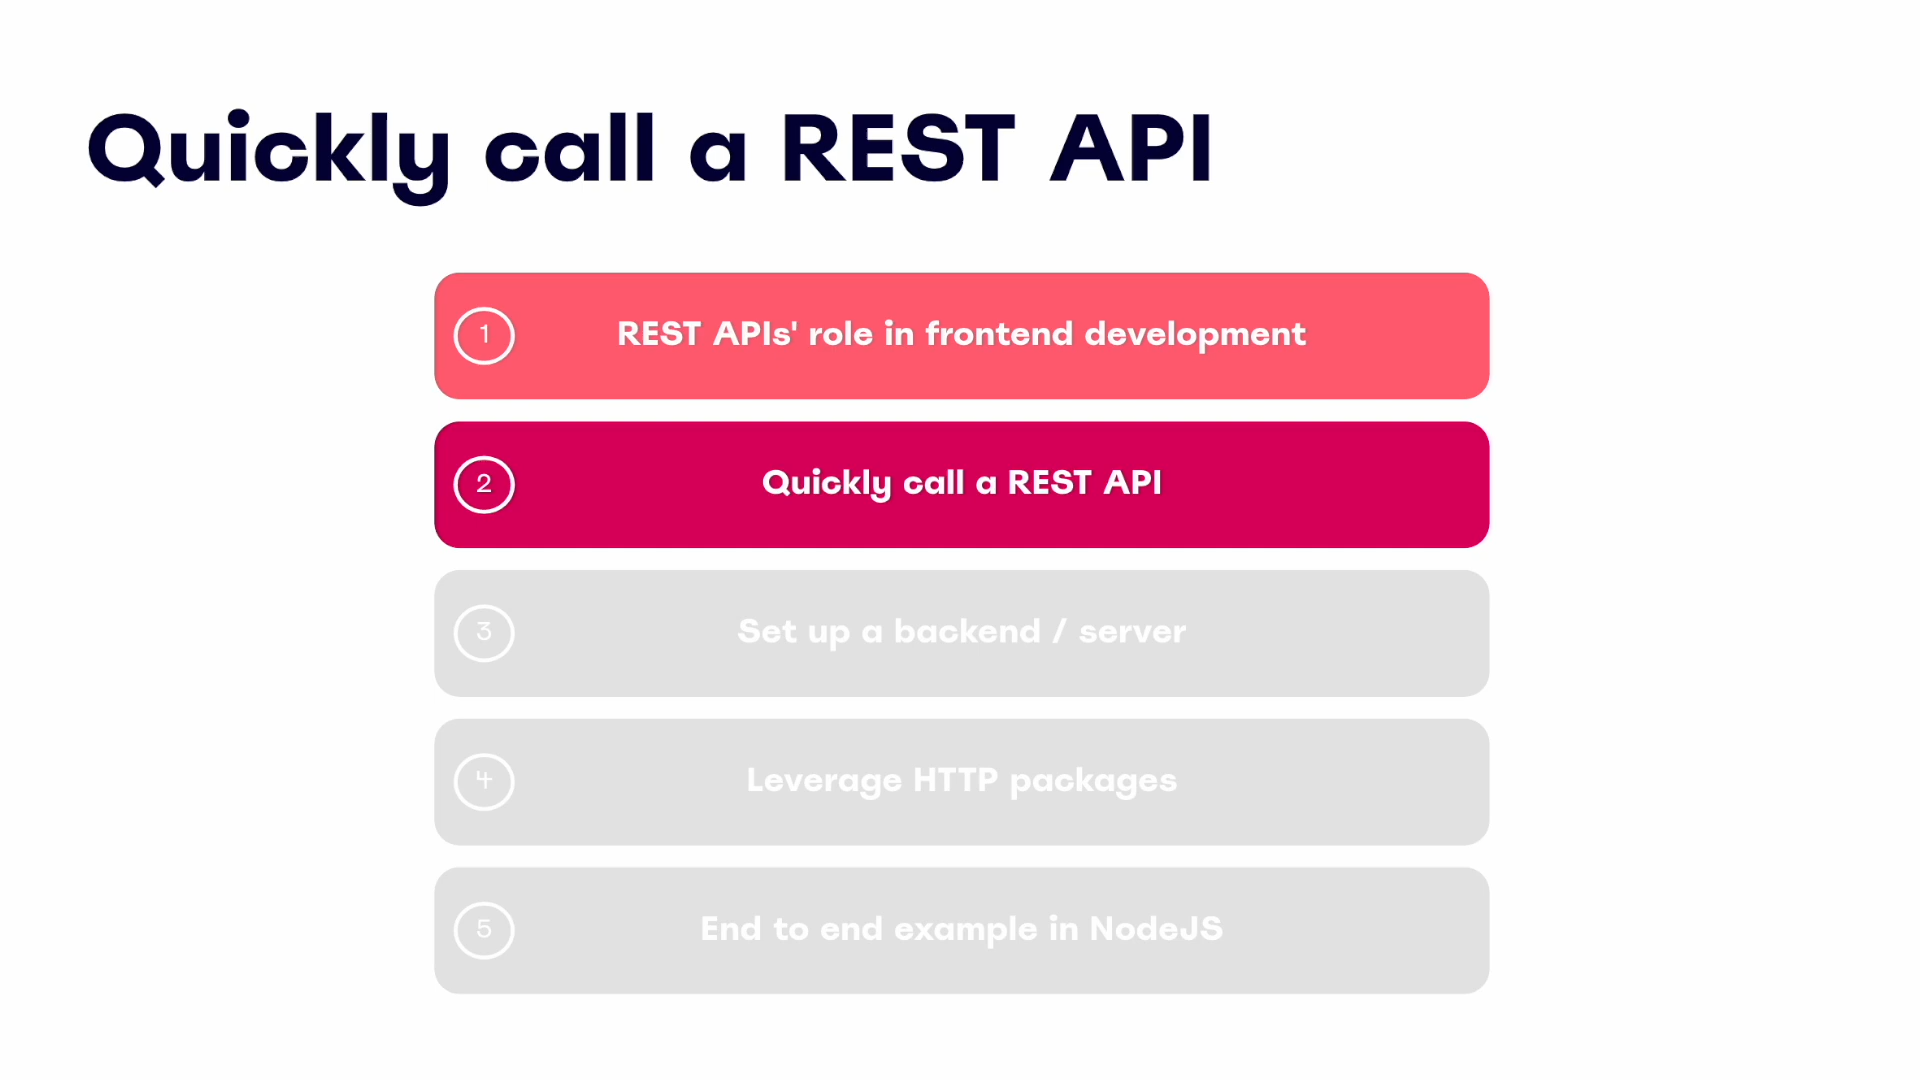 Quickly call a REST API
1 REST APIs' role in frontend development
2 Quickly call a REST API
3 Set up a backend / server
4 Leverage HTTP packages
5 End to end example in NodeJS